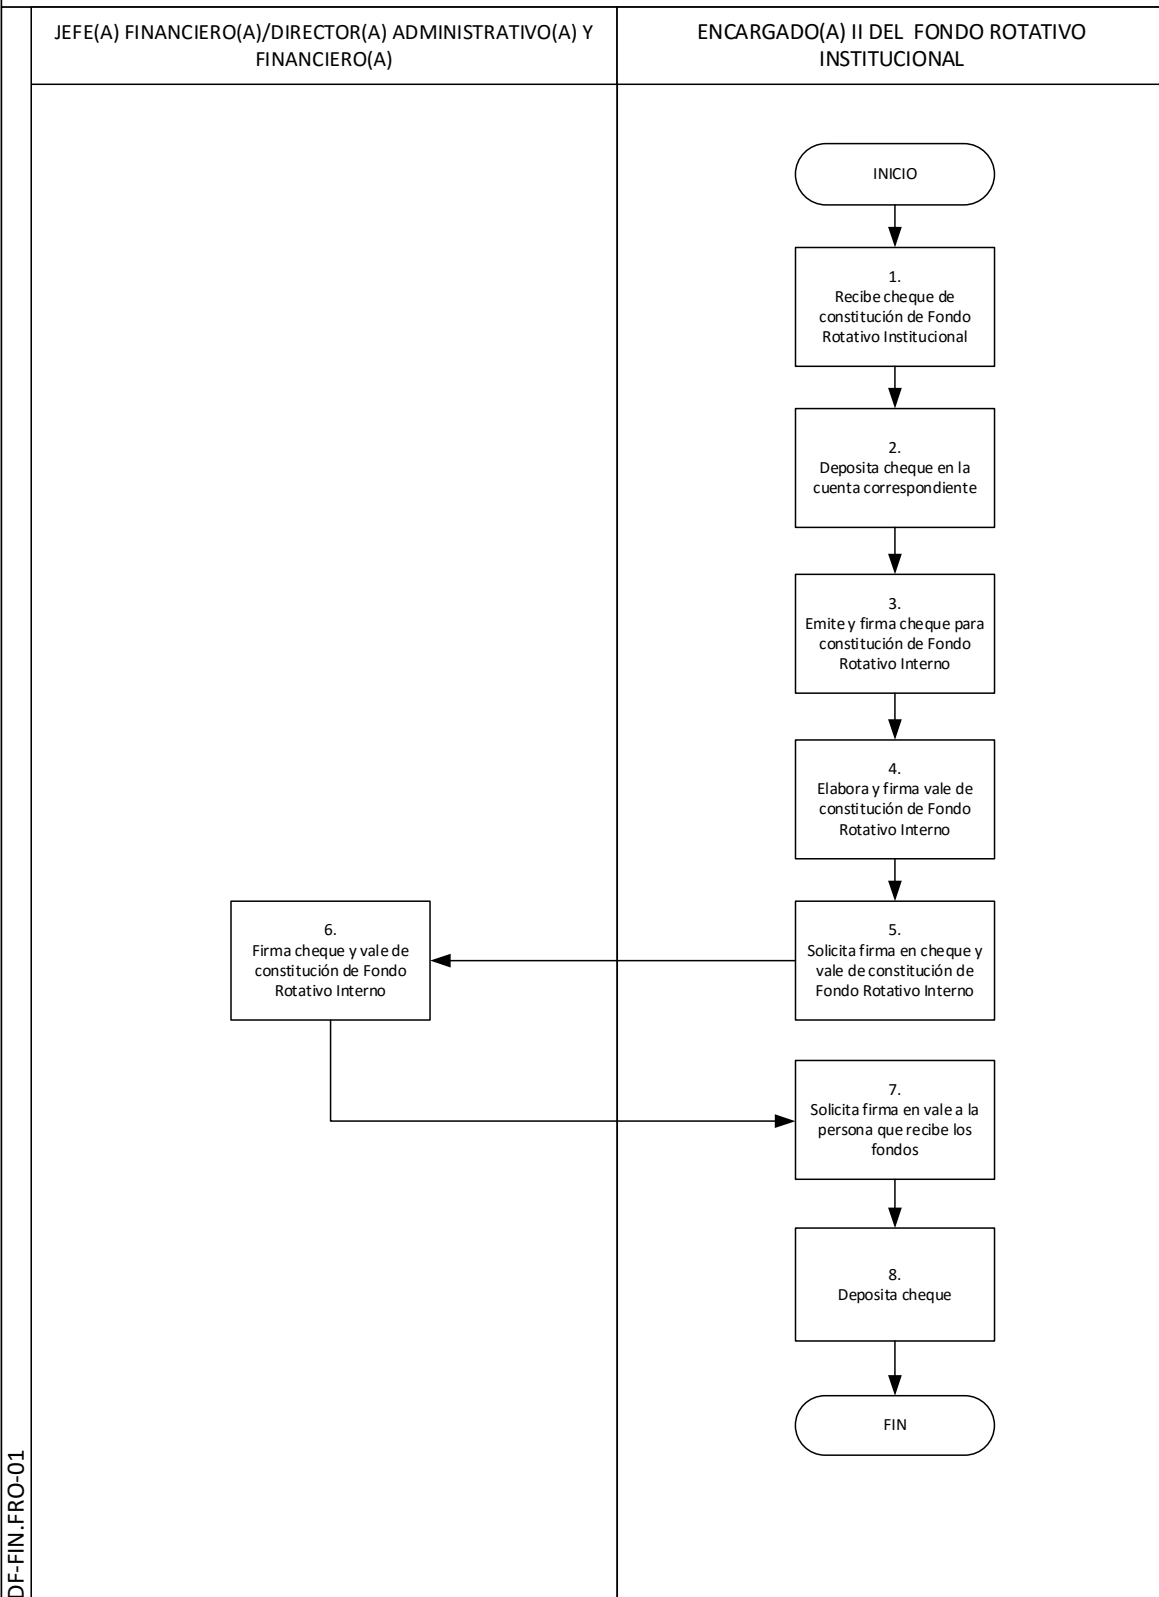 JEFE(A) FINANCIERO(A)/DIRECTOR(A) ADMINISTRATIVO(A) Y
FINANCIERO(A)
ENCARGADO(A) II DEL FONDO ROTATIVO
INSTITUCIONAL
INICIO
1.
Recibe cheque de
constitución de Fondo
Rotativo Institucional
2.
Deposita cheque en la
cuenta correspondiente
3.
Emite y firma cheque para
constitución de Fondo
Rotativo Interno
4.
Elabora y firma vale de
constitución de Fondo
Rotativo Interno
5.
Solicita firma en cheque y
vale de constitución de
Fondo Rotativo Interno
6.
Firma cheque y vale de
constitución de Fondo
Rotativo Interno
7.
Solicita firma en vale a la
persona que recibe los
fondos
8.
Deposita cheque
FIN
DF-FIN.FRO-01